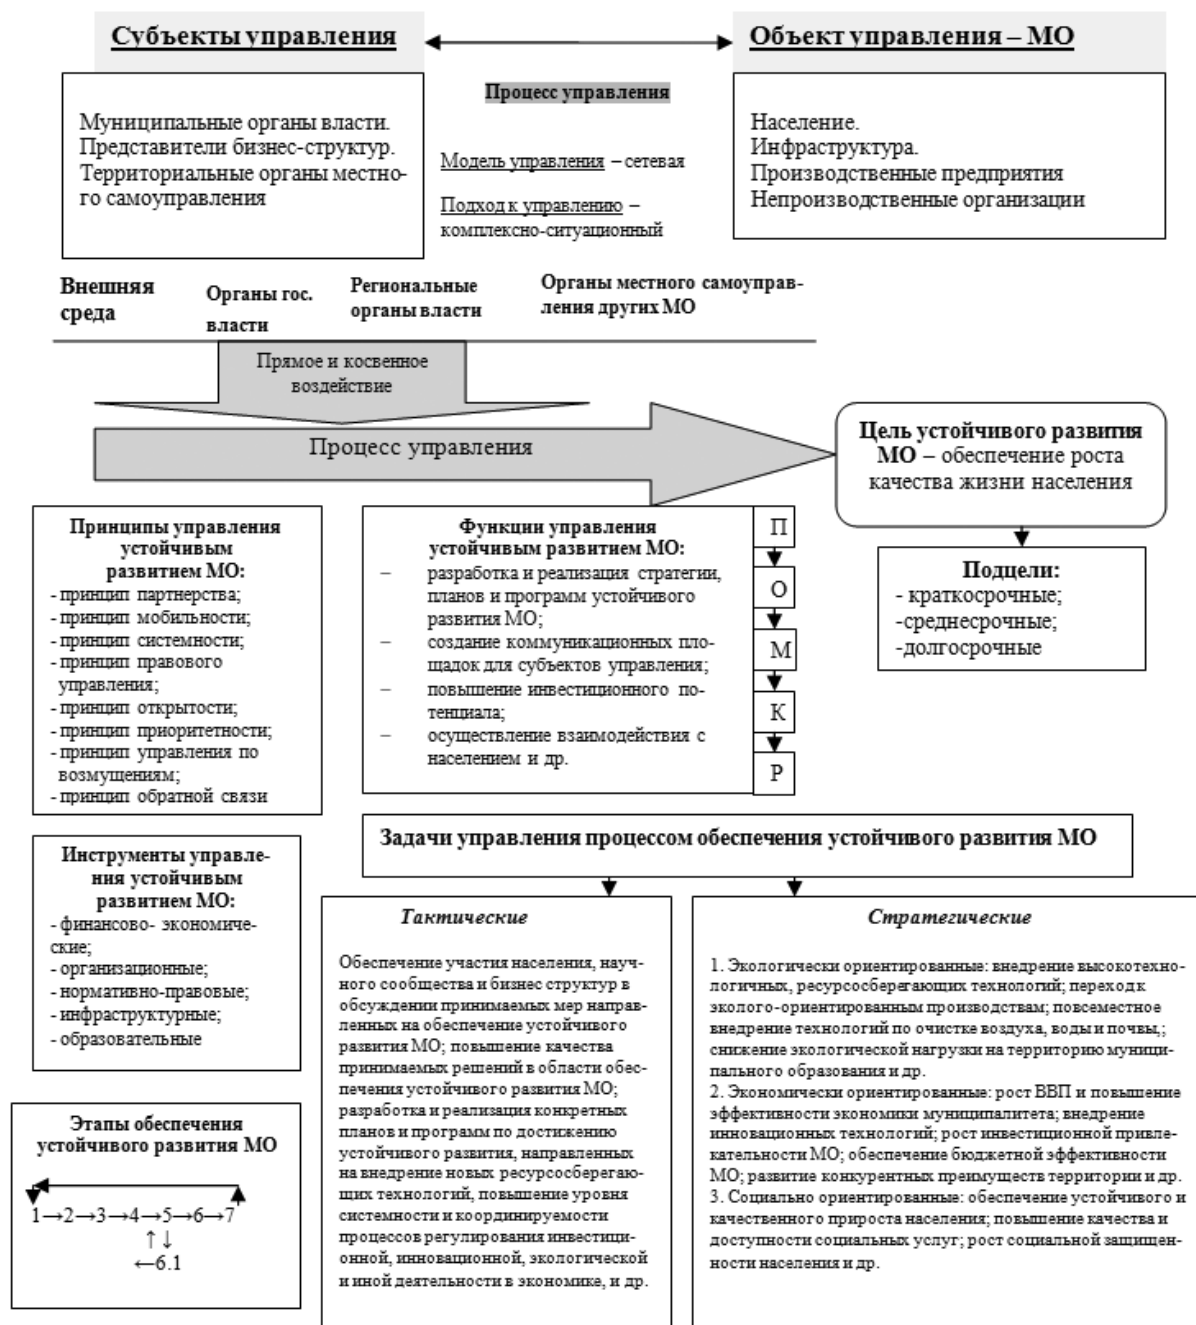 Субъекты управления
Объект управления – МО
Муниципальные органы власти.
Представители бизнес-структур.
Территориальные органы местно-
го самоуправления
Процесс управления
Модель управления – сетевая
Подход к управлению –
комплексно-ситуационный
Население.
Инфраструктура.
Производственные предприятия
Непроизводственные организации
Внешняя
среда
Органы гос.
власти
Региональные
органы власти
Органы местного самоуправ-
ления других МО
Прямое и косвенное
воздействие
Процесс управления
Цель устойчивого развития
МО – обеспечение роста
качества жизни населения
Подцели:
- краткосрочные;
-среднесрочные;
-долгосрочные
Принципы управления
устойчивым
развитием МО:
- принцип партнерства;
- принцип мобильности;
- принцип системности;
- принцип правового
управления;
- принцип открытости;
- принцип приоритетности;
- принцип управления по
возмущениям;
- принцип обратной связи
Функции управления
устойчивым развитием МО:
– разработка и реализация стратегии,
планов и программ устойчивого
развития МО;
– создание коммуникационных пло-
щадок для субъектов управления;
– повышение инвестиционного по-
тенциала;
– осуществление взаимодействия с
населением и др.
П
О
М
К
Р
Задачи управления процессом обеспечения устойчивого развития МО
Инструменты управле-
ния устойчивым
развитием МО:
- финансово- экономиче-
ские;
- организационные;
- нормативно-правовые;
- инфраструктурные;
- образовательные
Этапы обеспечения
устойчивого развития МО
1→2→3→4→5→6→7
↑ ↓
←6.1
Тактические
Обеспечение участия населения, науч-
ного сообщества и бизнес структур в
обсуждении принимаемых мер направ-
ленных на обеспечение устойчивого
развития МО; повышение качества
принимаемых решений в области обес-
печения устойчивого развития МО;
разработка и реализация конкретных
планов и программ по достижению
устойчивого развития, направленных
на внедрение новых ресурсосберегаю-
щих технологий, повышение уровня
системности и координируемости
процессов регулирования инвестици-
онной, инновационной, экологической
и иной деятельности в экономике, и др.
Стратегические
1. Экологически ориентированные: внедрение высокотехно-
логичных, ресурсосберегающих технологий; переход к
эколого-ориентированным производствам; повсеместное
внедрение технологий по очистке воздуха, воды и почвы,;
снижение экологической нагрузки на территорию муници-
пального образования и др.
2. Экономически ориентированные: рост ВВП и повышение
эффективности экономики муниципалитета; внедрение
инновационных технологий; рост инвестиционной привле-
кательности МО; обеспечение бюджетной эффективности
МО; развитие конкурентных преимуществ территории и др.
3. Социально ориентированные: обеспечение устойчивого и
качественного прироста населения; повышение качества и
доступности социальных услуг; рост социальной защищен-
ности населения и др.